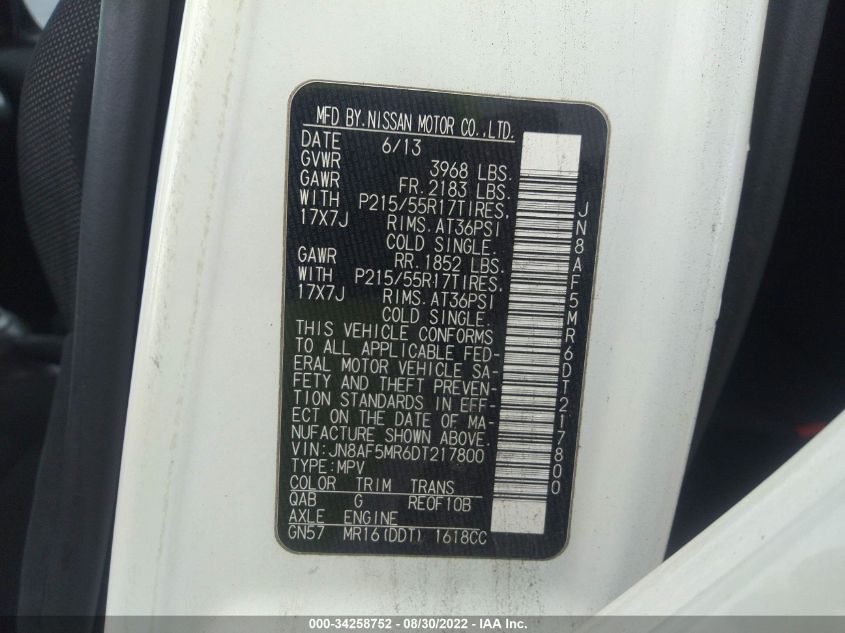 MFD BY. NISSAN MOTOR CO., LTD.
DATE 6/13
GVWR 3968 LBS.
GAWR FR. 2183 LBS.
WITH P215/55R17TIRES,
17X7J RIMS. AT36PSI
COLD SINGLE.
GAWR RR. 1852 LBS.
WITH P215/55R17TIRES,
17X7J RIMS. AT36PSI
COLD SINGLE.
THIS VEHICLE CONFORMS
TO ALL APPLICABLE FED-
ERAL MOTOR VEHICLE SA-
FETY AND THEFT PREVEN-
TION STANDARDS IN EFF-
ECT ON THE DATE OF MA-
NUFACTURE SHOWN ABOVE.
VIN:JN8AF5MR6DT217800
TYPE:MPV
COLOR TRIM TRANS
QAB G RE0F10B
AXLE ENGINE
GN57 MR16(DDT) 1618CC
JN8AF5MR6DT217800
000-34258752 - 08/30/2022 - IAA Inc.